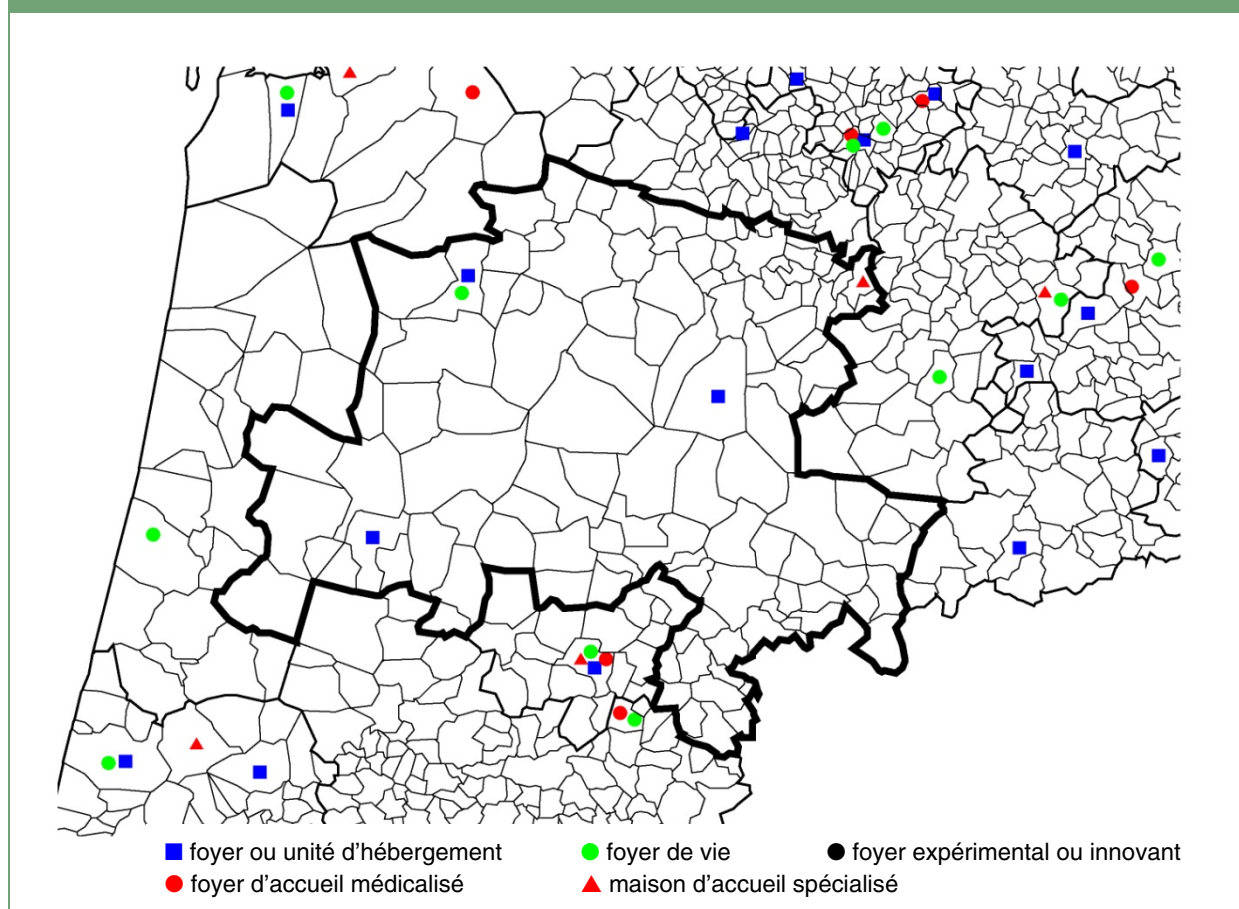 foyer ou unité d’hébergement foyer de vie foyer expérimental ou innovant
foyer d’accueil médicalisé maison d’accueil spécialisé